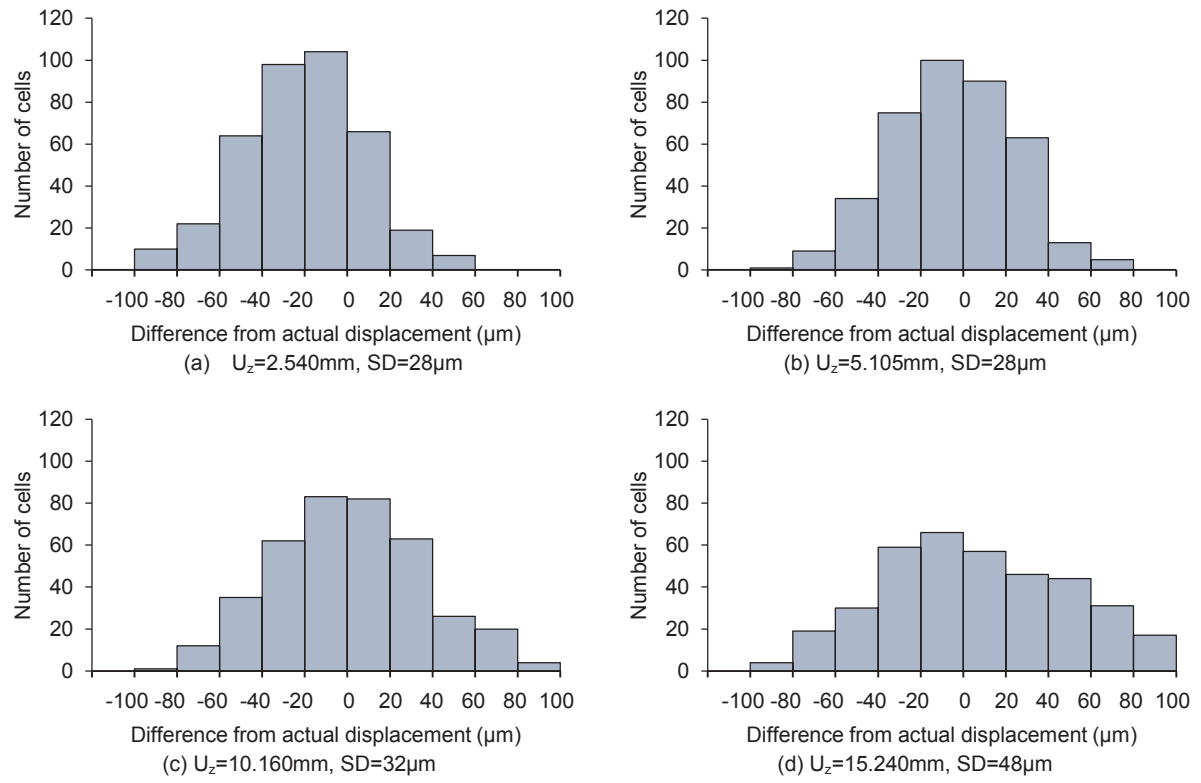 120
100
80
60
40
20
0
Number of cells
-100 -80 -60 -40 -20 0 20 40 60 80 100
Difference from actual displacement (µm)
(a) Uz=2.540mm, SD=28µm
120
100
80
60
40
20
0
Number of cells
-100 -80 -60 -40 -20 0 20 40 60 80 100
Difference from actual displacement (µm)
(b) Uz=5.105mm, SD=28µm
120
100
80
60
40
20
0
Number of cells
-100 -80 -60 -40 -20 0 20 40 60 80 100
Difference from actual displacement (µm)
(c) Uz=10.160mm, SD=32µm
120
100
80
60
40
20
0
Number of cells
-100 -80 -60 -40 -20 0 20 40 60 80 100
Difference from actual displacement (µm)
(d) Uz=15.240mm, SD=48µm